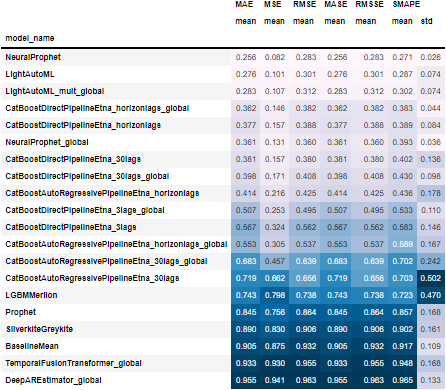 MAE MSE RMSE MASE RMSSE SMAPE
mean mean mean mean mean mean std
model_name
NeuralProphet 0.256 0.082 0.283 0.256 0.283 0.271 0.026
LightAutoML 0.276 0.101 0.301 0.276 0.301 0.287 0.074
LightAutoML_mult_global 0.283 0.107 0.312 0.283 0.312 0.302 0.074
CatBoostDirectPipelineEtna_horizonlags_global 0.362 0.146 0.382 0.362 0.382 0.383 0.044
CatBoostDirectPipelineEtna_horizonlags 0.377 0.157 0.388 0.377 0.388 0.389 0.084
NeuralProphet_global 0.361 0.131 0.360 0.361 0.360 0.393 0.036
CatBoostDirectPipelineEtna_30lags 0.381 0.157 0.380 0.381 0.380 0.402 0.136
CatBoostDirectPipelineEtna_30lags_global 0.398 0.171 0.408 0.398 0.408 0.430 0.098
CatBoostAutoRegressivePipelineEtna_horizonlags 0.414 0.216 0.425 0.414 0.425 0.436 0.178
CatBoostDirectPipelineEtna_3lags_global 0.507 0.253 0.495 0.507 0.495 0.533 0.110
CatBoostDirectPipelineEtna_3lags 0.567 0.324 0.562 0.567 0.562 0.583 0.146
CatBoostAutoRegressivePipelineEtna_horizonlags_global 0.553 0.305 0.537 0.553 0.537 0.589 0.167
CatBoostAutoRegressivePipelineEtna_30lags_global 0.683 0.457 0.639 0.683 0.639 0.702 0.242
CatBoostAutoRegressivePipelineEtna_30lags 0.719 0.662 0.656 0.719 0.656 0.703 0.502
LGBMMerlion 0.743 0.798 0.738 0.743 0.738 0.723 0.470
Prophet 0.845 0.756 0.864 0.845 0.864 0.857 0.168
SilverkiteGreykite 0.890 0.830 0.906 0.890 0.906 0.902 0.161
BaselineMean 0.905 0.875 0.932 0.905 0.932 0.917 0.109
TemporalFusionTransformer_global 0.933 0.930 0.955 0.933 0.955 0.948 0.168
DeepAREstimator_global 0.955 0.941 0.963 0.955 0.963 0.965 0.133